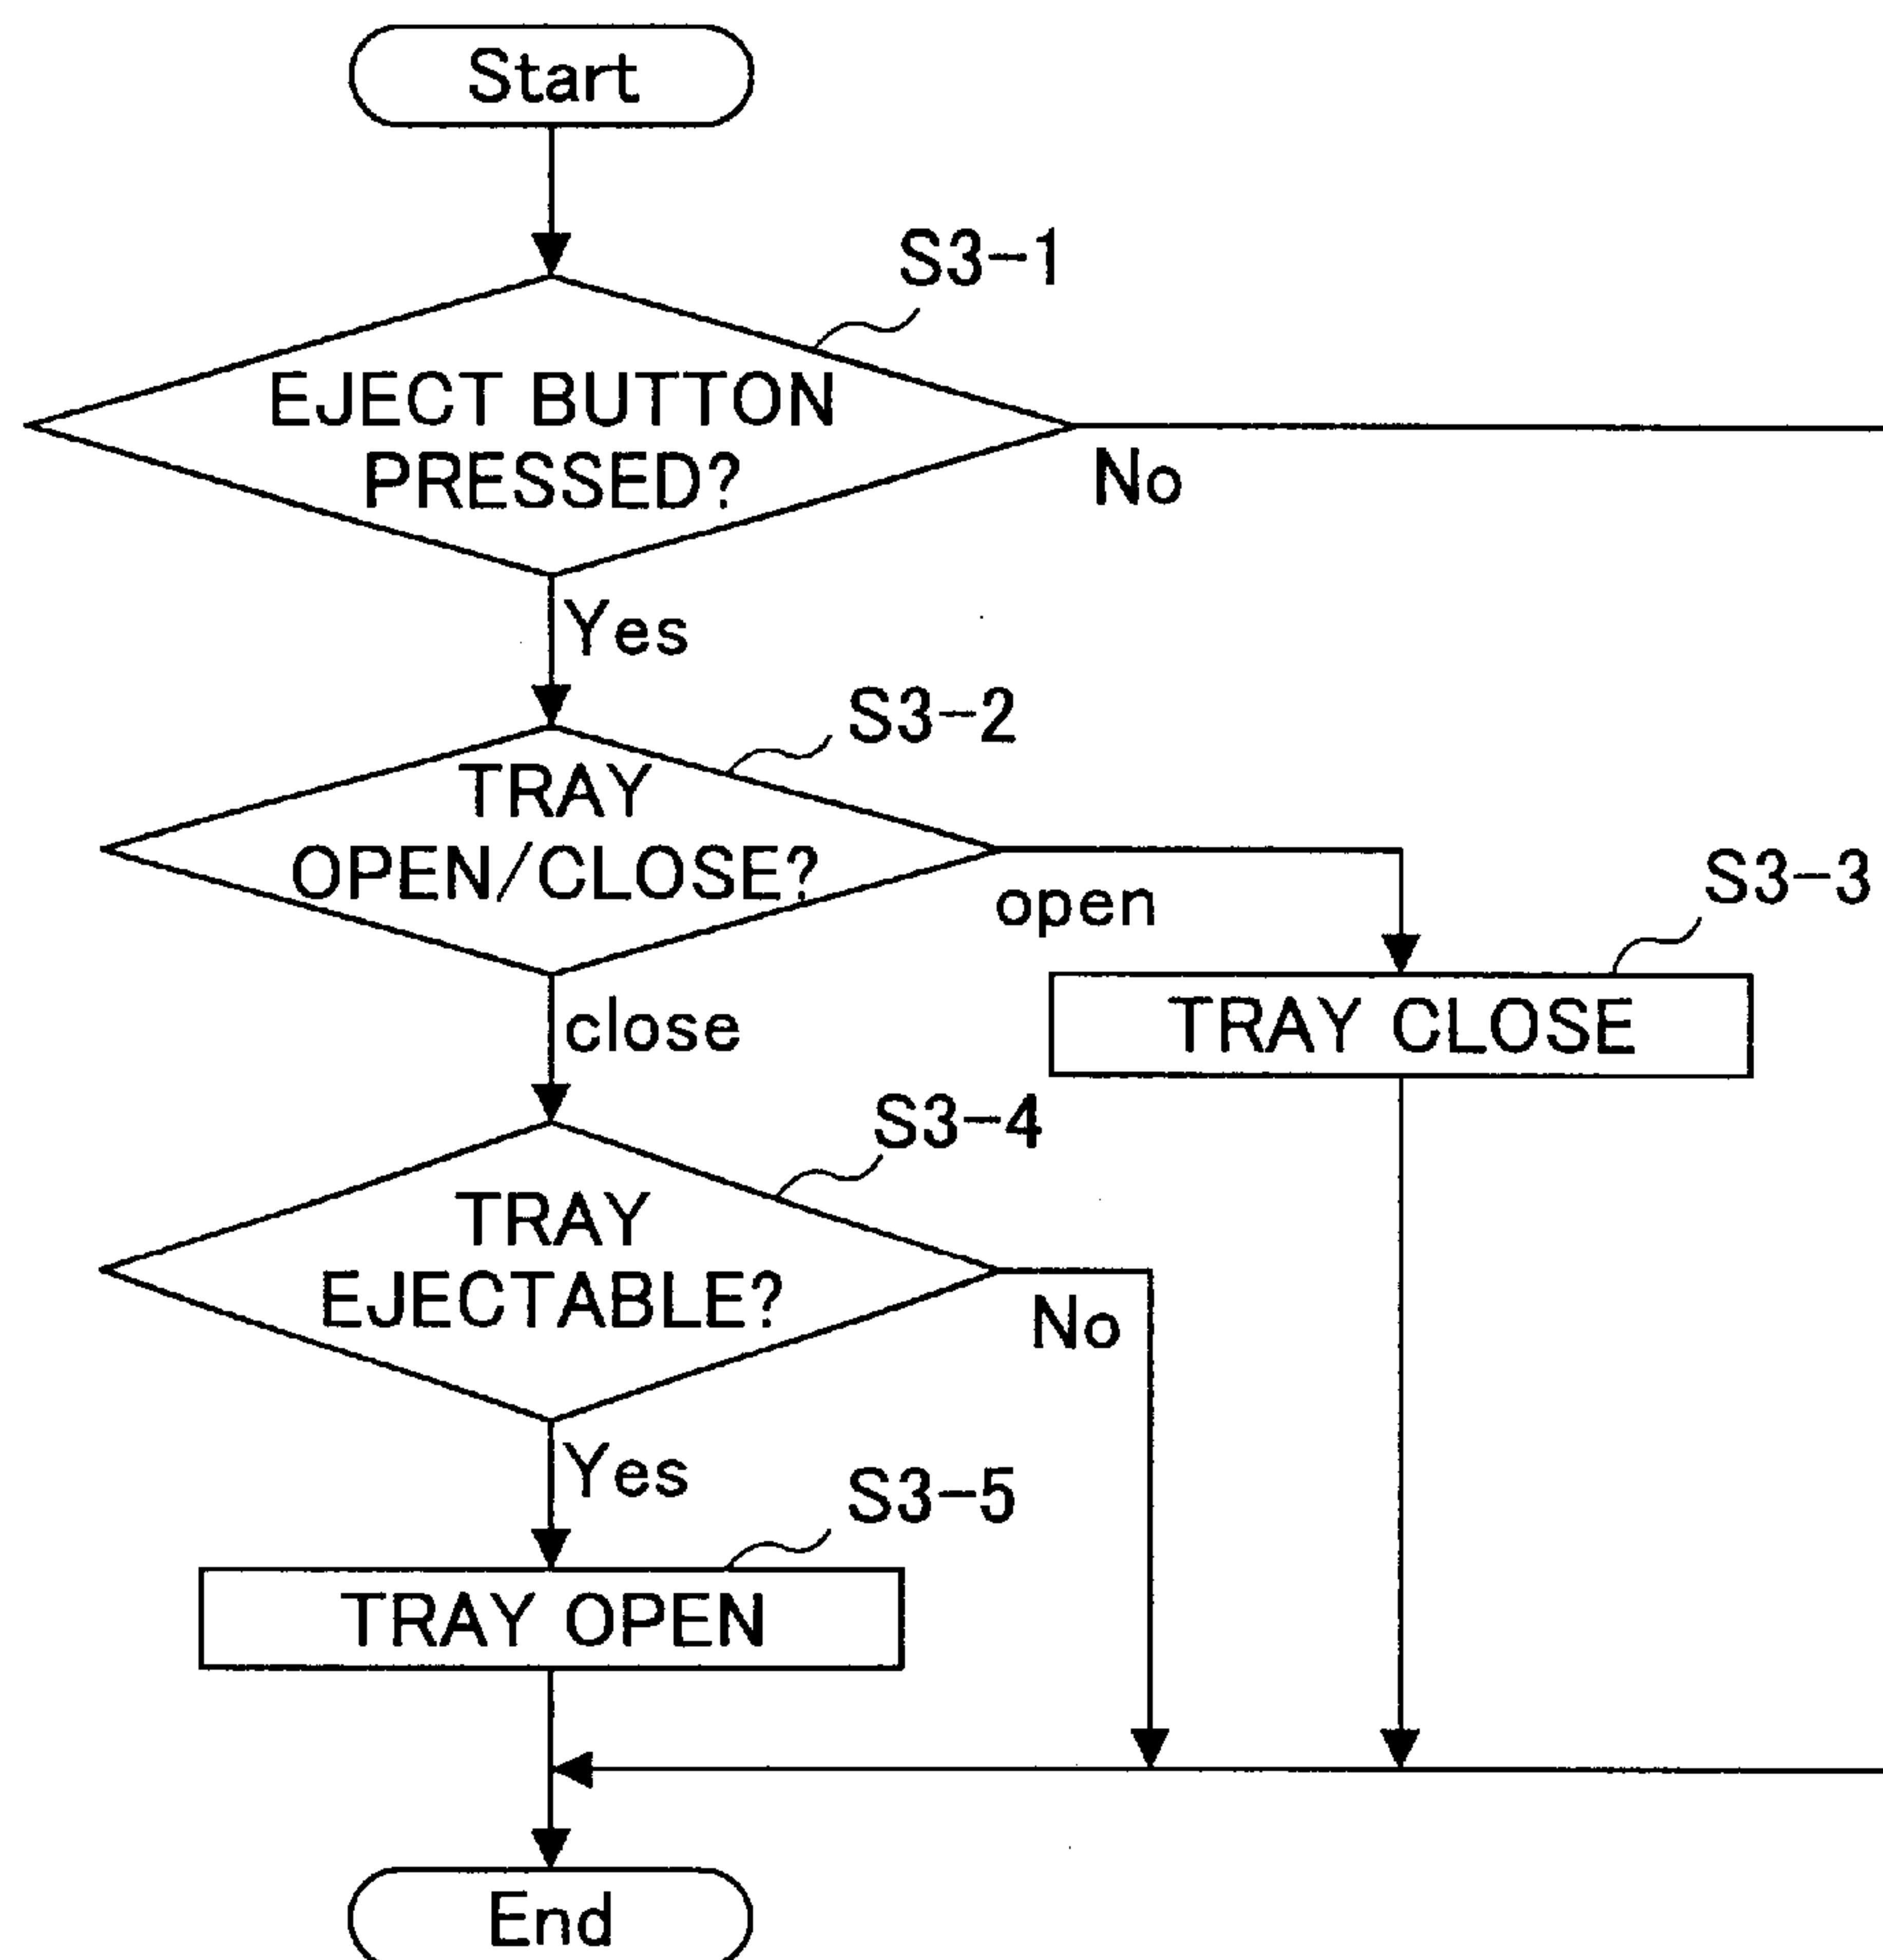 Start
S3-1
EJECT BUTTON
PRESSED?
No
Yes
S3-2
TRAY
OPEN/CLOSE?
open
S3-3
TRAY CLOSE
close
S3-4
TRAY
EJECTABLE?
No
Yes
S3-5
TRAY OPEN
End